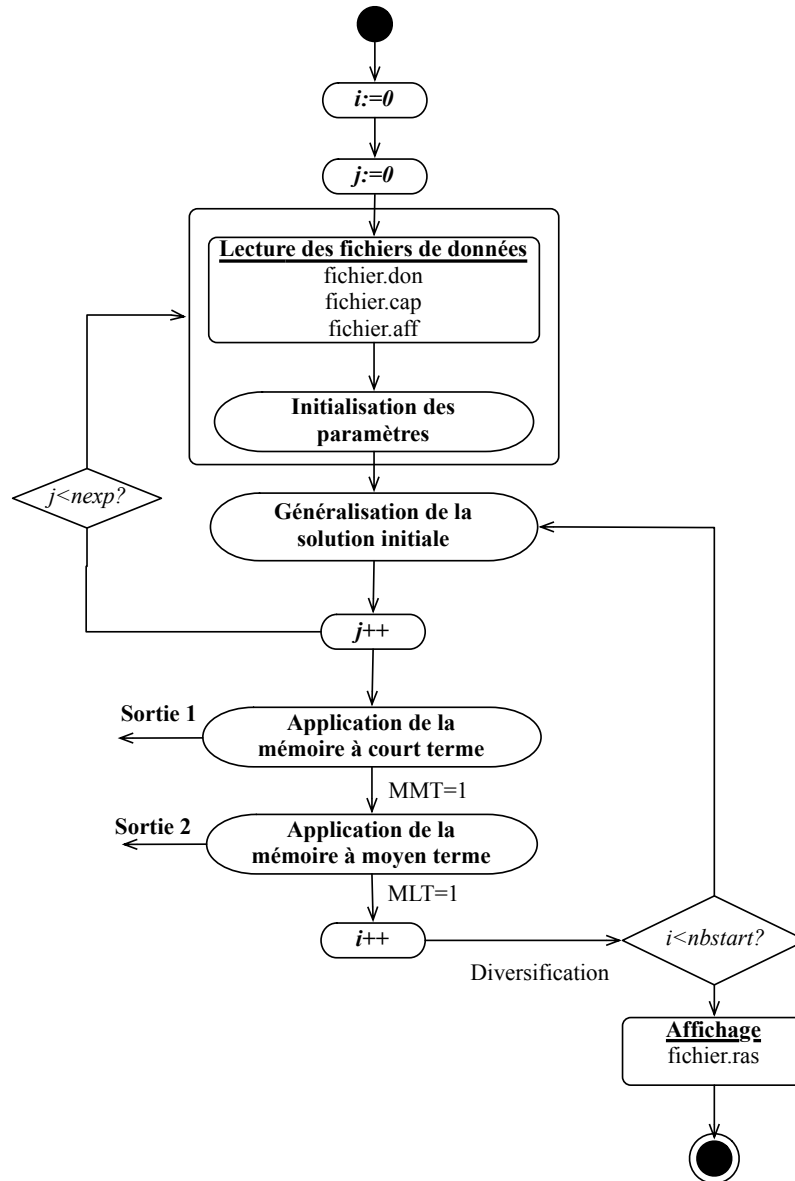 i:=0
j:=0
Lecture des fichiers de données
fichier.don
fichier.cap
fichier.aff
Initialisation des
paramètres
j<nexp?
Généralisation de la
solution initiale
j++
Sortie 1
Application de la
mémoire à court terme
MMT=1
Sortie 2
Application de la
mémoire à moyen terme
MLT=1
i++
i<nbstart?
Diversification
Affichage
fichier.ras